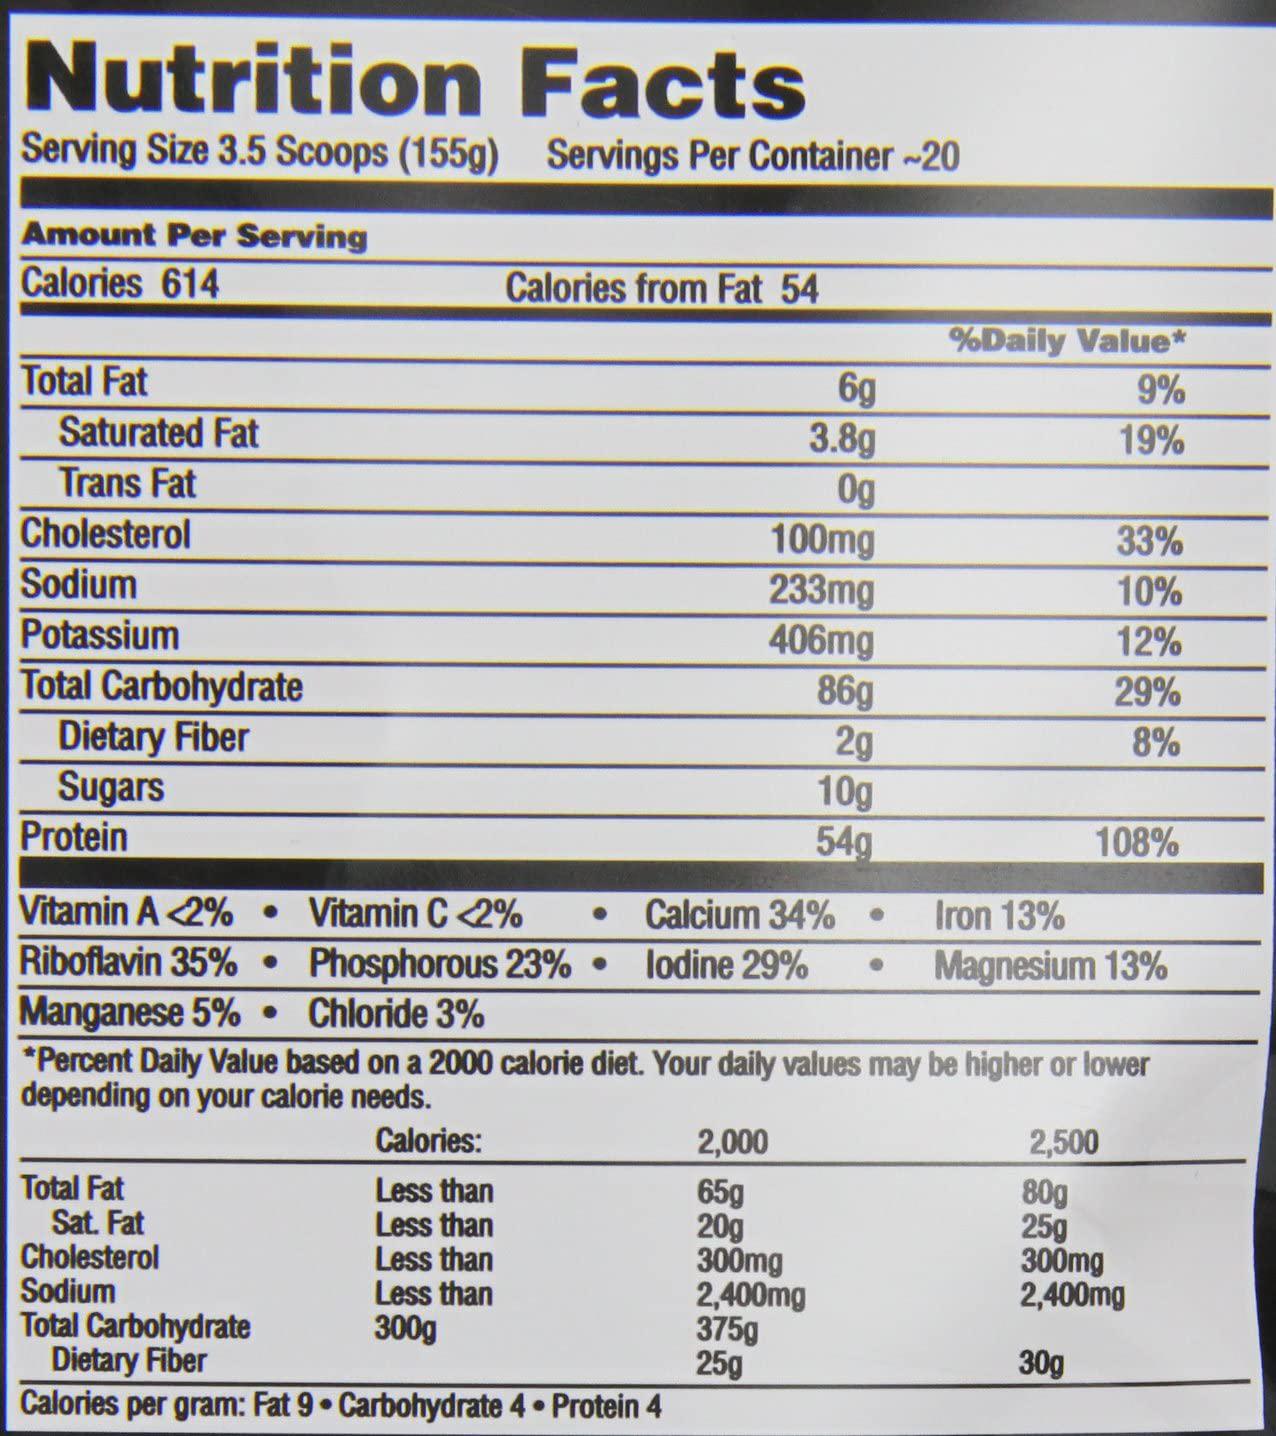 Nutrition Facts
Serving Size 3.5 Scoops (155g) Servings Per Container ~20
Amount Per Serving
Calories 614 Calories from Fat 54
%Daily Value*
Total Fat 6g 9%
Saturated Fat 3.8g 19%
Trans Fat 0g
Cholesterol 100mg 33%
Sodium 233mg 10%
Potassium 406mg 12%
Total Carbohydrate 86g 29%
Dietary Fiber 2g 8%
Sugars 10g
Protein 54g 108%
Vitamin A <2% • Vitamin C <2% • Calcium 34% • Iron 13%
Riboflavin 35% • Phosphorous 23% • Iodine 29% • Magnesium 13%
Manganese 5% • Chloride 3%
*Percent Daily Value based on a 2000 calorie diet. Your daily values may be higher or lower
depending on your calorie needs.
Calories: 2,000 2,500
Total Fat Less than 65g 80g
Sat. Fat Less than 20g 25g
Cholesterol Less than 300mg 300mg
Sodium Less than 2,400mg 2,400mg
Total Carbohydrate 300g 375g
Dietary Fiber 25g 30g
Calories per gram: Fat 9 • Carbohydrate 4 • Protein 4